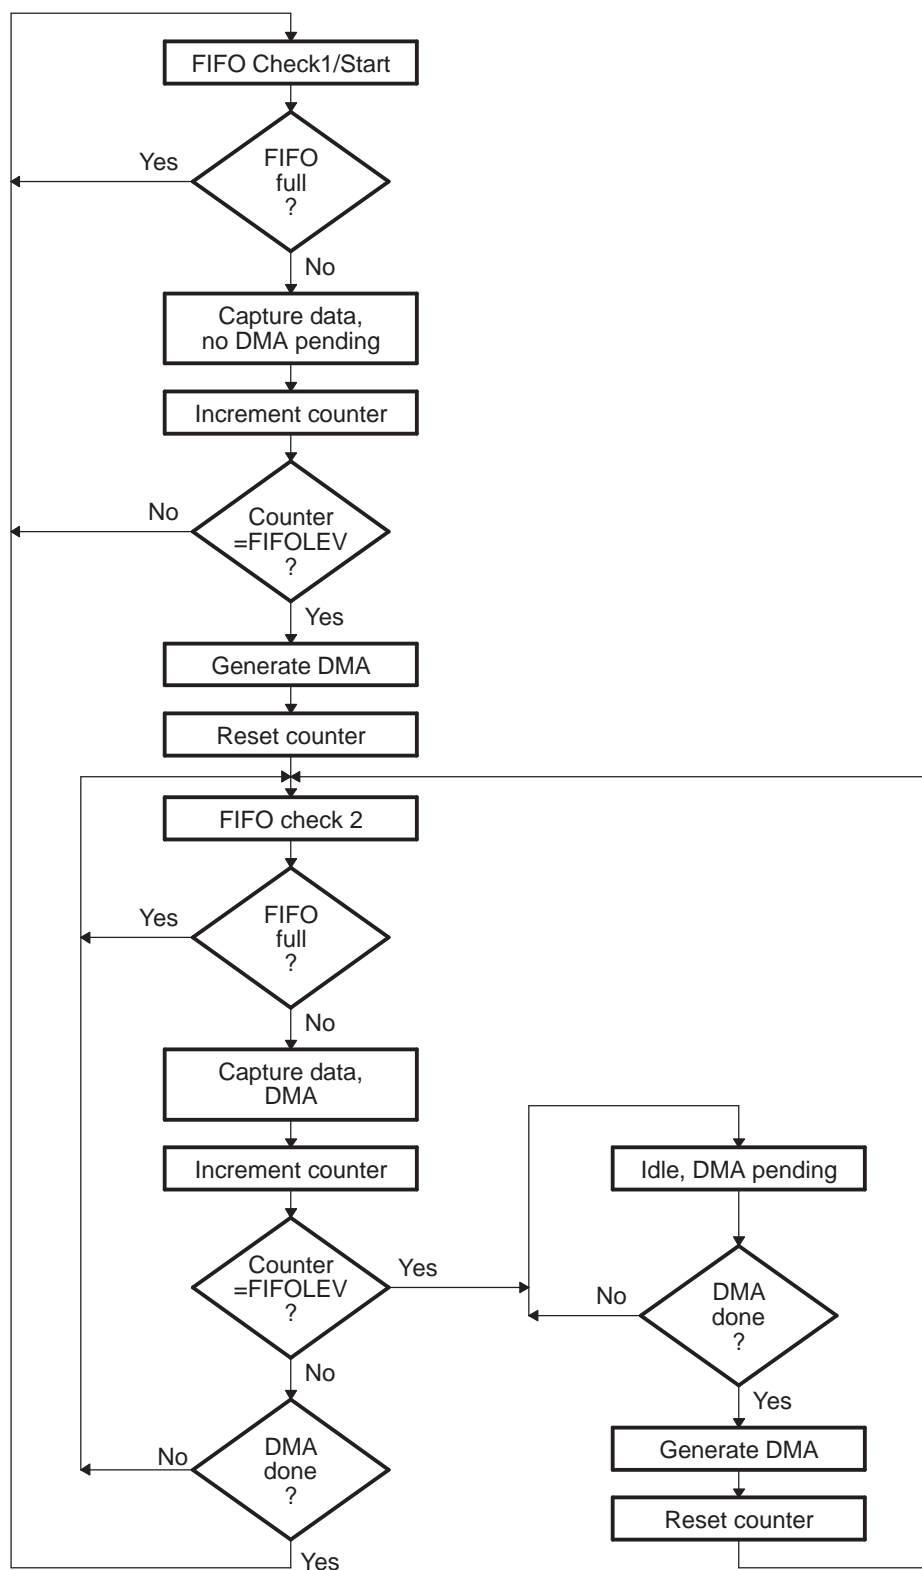 FIFO Check1/Start
FIFO
full
?
Yes
No
Capture data,
no DMA pending
Increment counter
Counter
=FIFOLEV
?
No
Yes
Generate DMA
Reset counter
FIFO check 2
FIFO
full
?
Yes
No
Capture data,
DMA
Increment counter
Counter
=FIFOLEV
?
Yes
No
DMA
done
?
No
Yes
Idle, DMA pending
DMA
done
?
No
Yes
Generate DMA
Reset counter